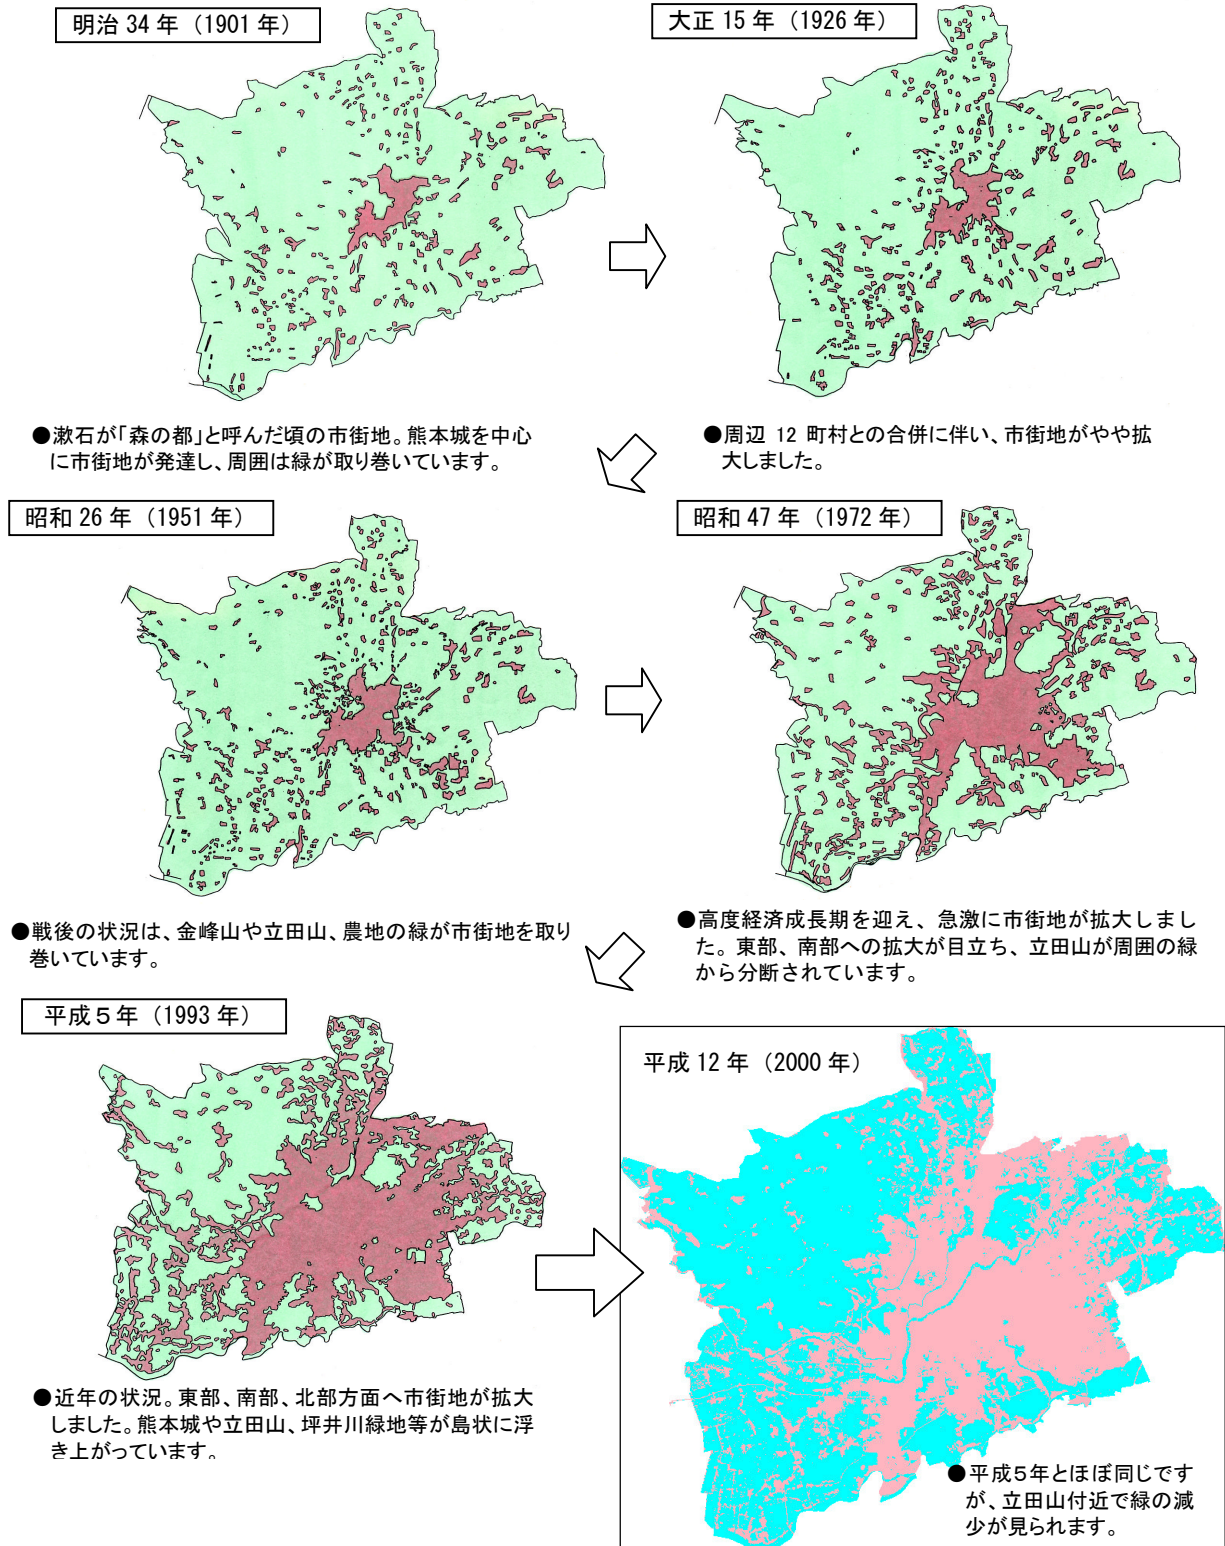 明治 34 年（1901 年）
大正 15 年（1926 年）
●漱石が「森の都」と呼んだ頃の市街地。熊本城を中心
に市街地が発達し、周囲は緑が取り巻いています。
●周辺 12 町村との合併に伴い、市街地がやや拡
大しました。
昭和 26 年（1951 年）
昭和 47 年（1972 年）
●戦後の状況は、金峰山や立田山、農地の緑が市街地を取り
巻いています。
●高度経済成長期を迎え、急激に市街地が拡大しまし
た。東部、南部への拡大が目立ち、立田山が周囲の緑
から分断されています。
平成５年（1993 年）
平成 12 年（2000 年）
●近年の状況。東部、南部、北部方面へ市街地が拡大
しました。熊本城や立田山、坪井川緑地等が島状に浮
き上がっています。
●平成５年とほぼ同じです
が、立田山付近で緑の減
少が見られます。